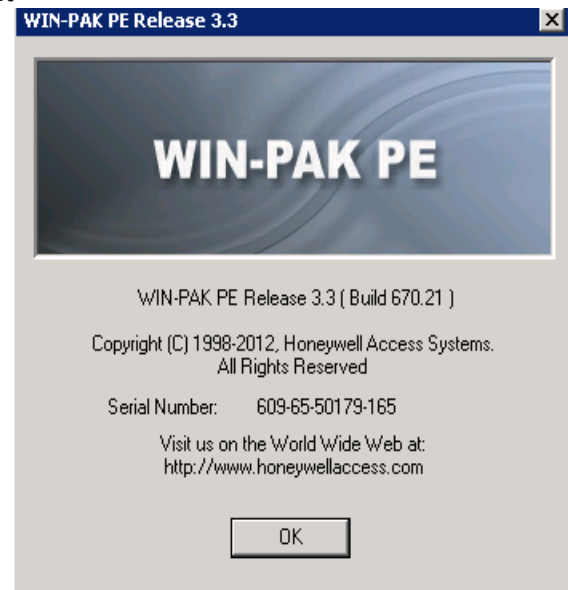 WIN-PAK PE Release 3.3
WIN-PAK PE
WIN-PAK PE Release 3.3 ( Build 670.21 )
Copyright (C) 1998-2012, Honeywell Access Systems.
All Rights Reserved
Serial Number: 609-65-50179-165
Visit us on the World Wide Web at:
http://www.honeywellaccess.com
OK